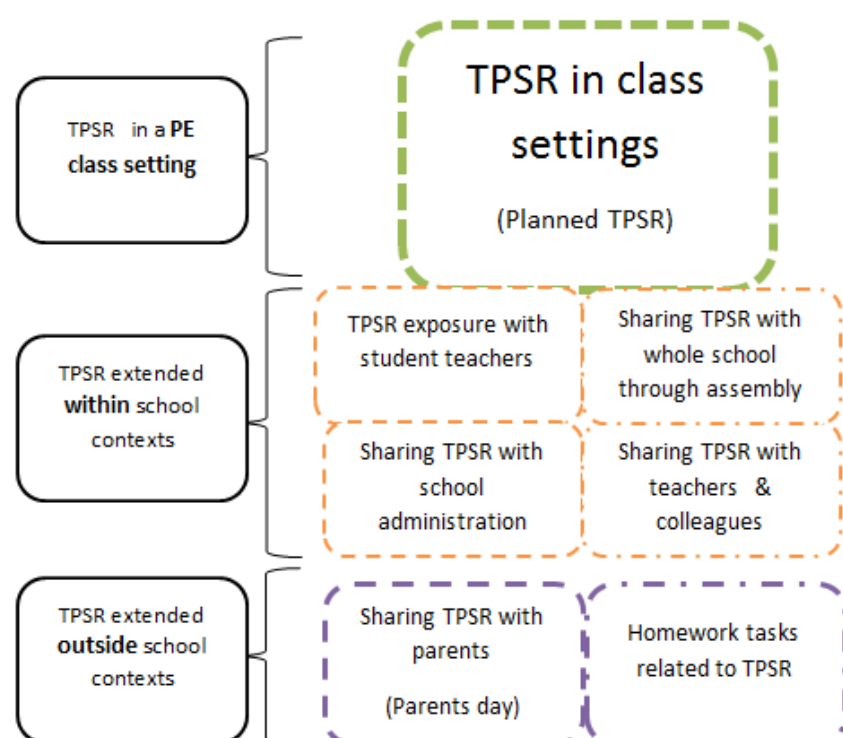 TPSR in a PE
class setting
TPSR in class
settings
(Planned TPSR)
TPSR extended
within school
contexts
TPSR exposure with
student teachers
Sharing TPSR with
whole school
through assembly
Sharing TPSR with
school
administration
Sharing TPSR with
teachers &
colleagues
TPSR extended
outside school
contexts
Sharing TPSR with
parents
(Parents day)
Homework tasks
related to TPSR